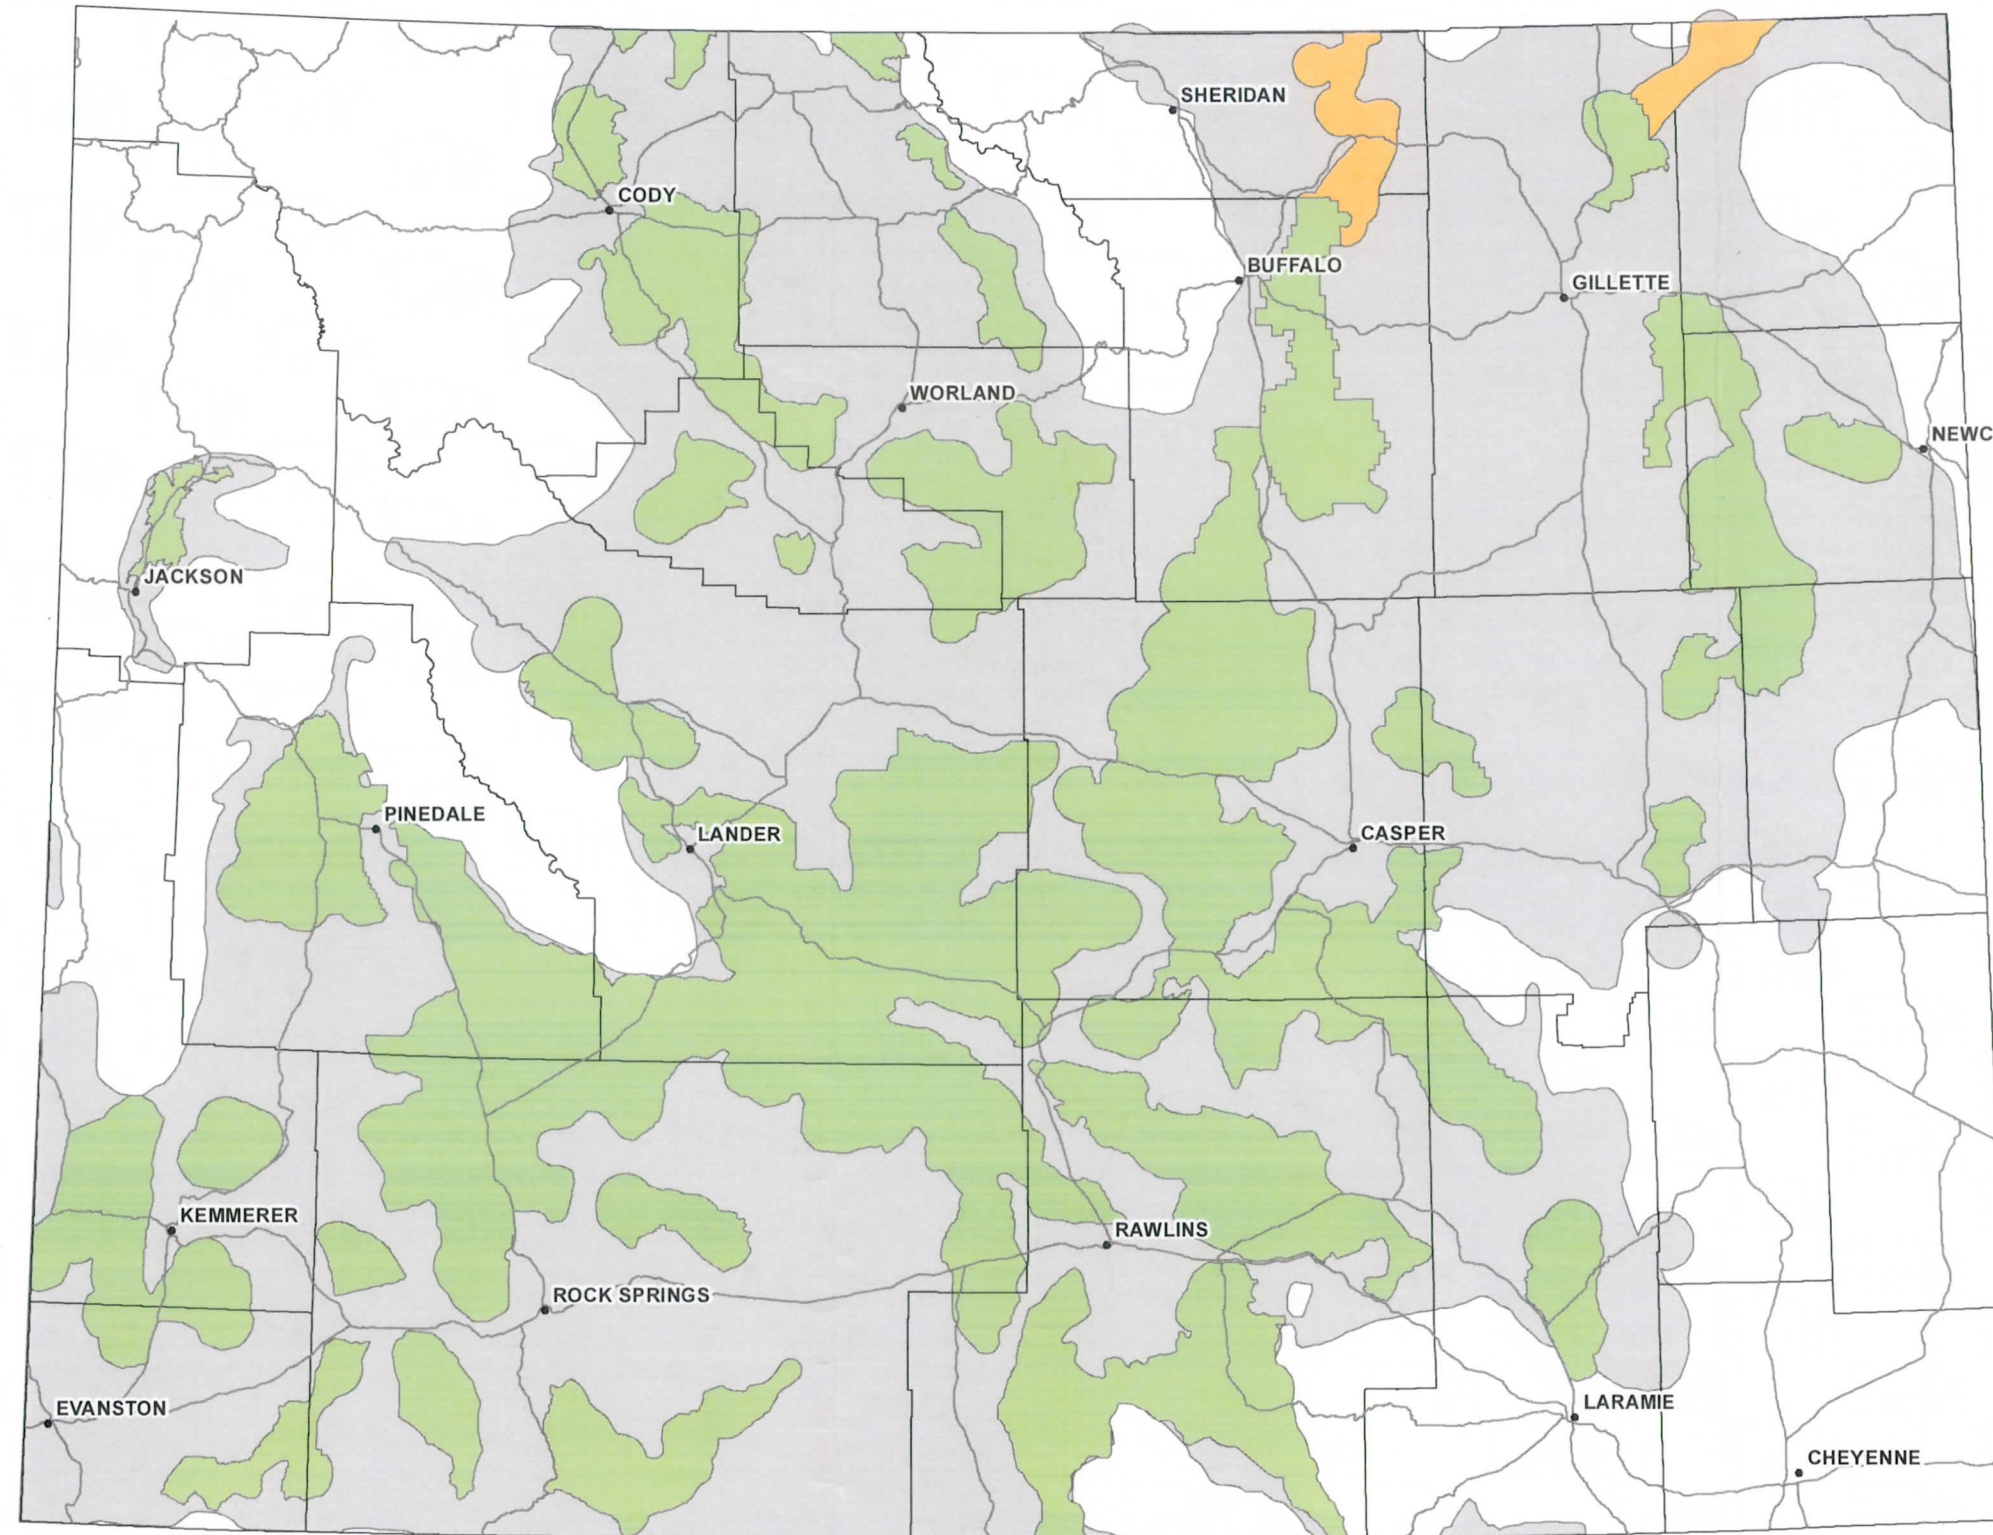 SHERIDAN
CODY
BUFFALO
GILLETTE
WORLAND
NEWC
JACKSON
PINEDALE
LANDER
CASPER
KEMMERER
RAWLINS
ROCK SPRINGS
EVANSTON
LARAMIE
CHEYENNE